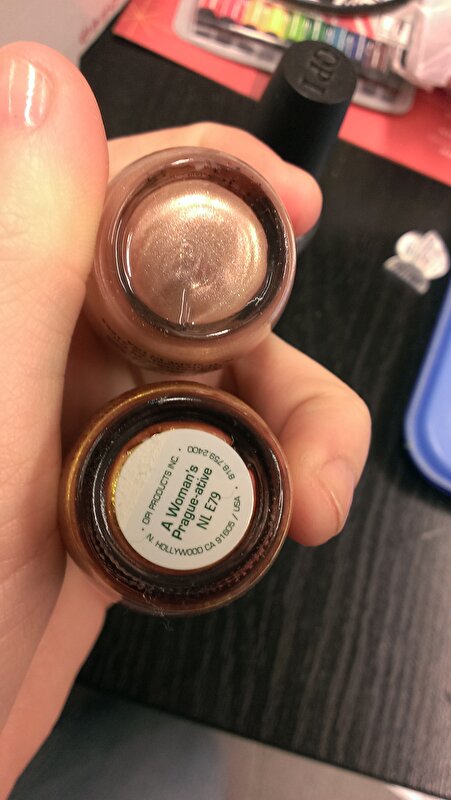 OPI
OPI PRODUCTS INC. · 818.759.2400
A Woman's
Prague-ative
NL E79
N. HOLLYWOOD CA 91605 / USA